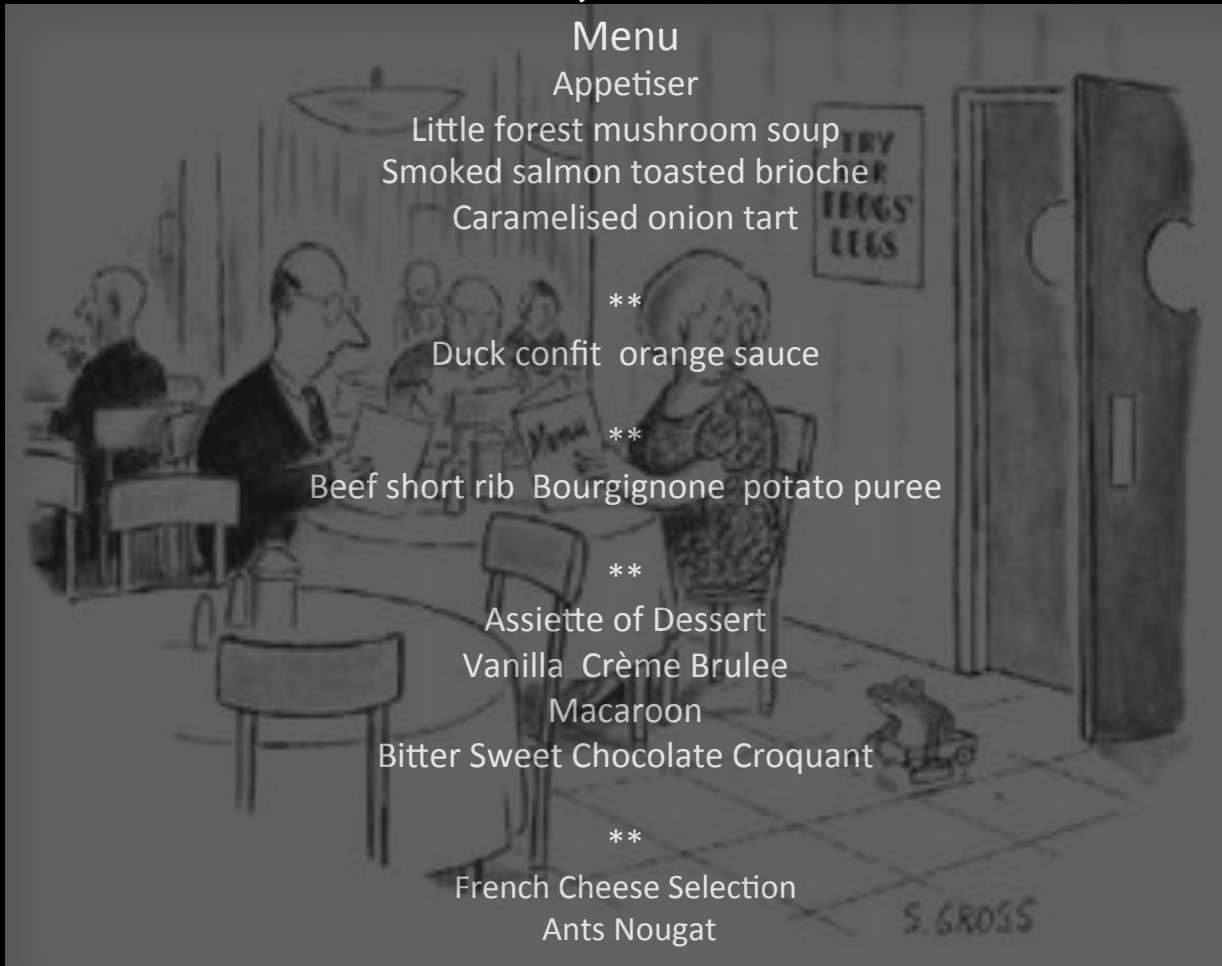 Menu
Appetiser
Little forest mushroom soup
Smoked salmon toasted brioche
Caramelised onion tart
TRY
OUR
FROGS'
LEGS
**
Duck confit orange sauce
Menu
**
Beef short rib Bourgignone potato puree
**
Assiette of Dessert
Vanilla Crème Brulee
Macaroon
Bitter Sweet Chocolate Croquant
**
French Cheese Selection
Ants Nougat
S. GROSS